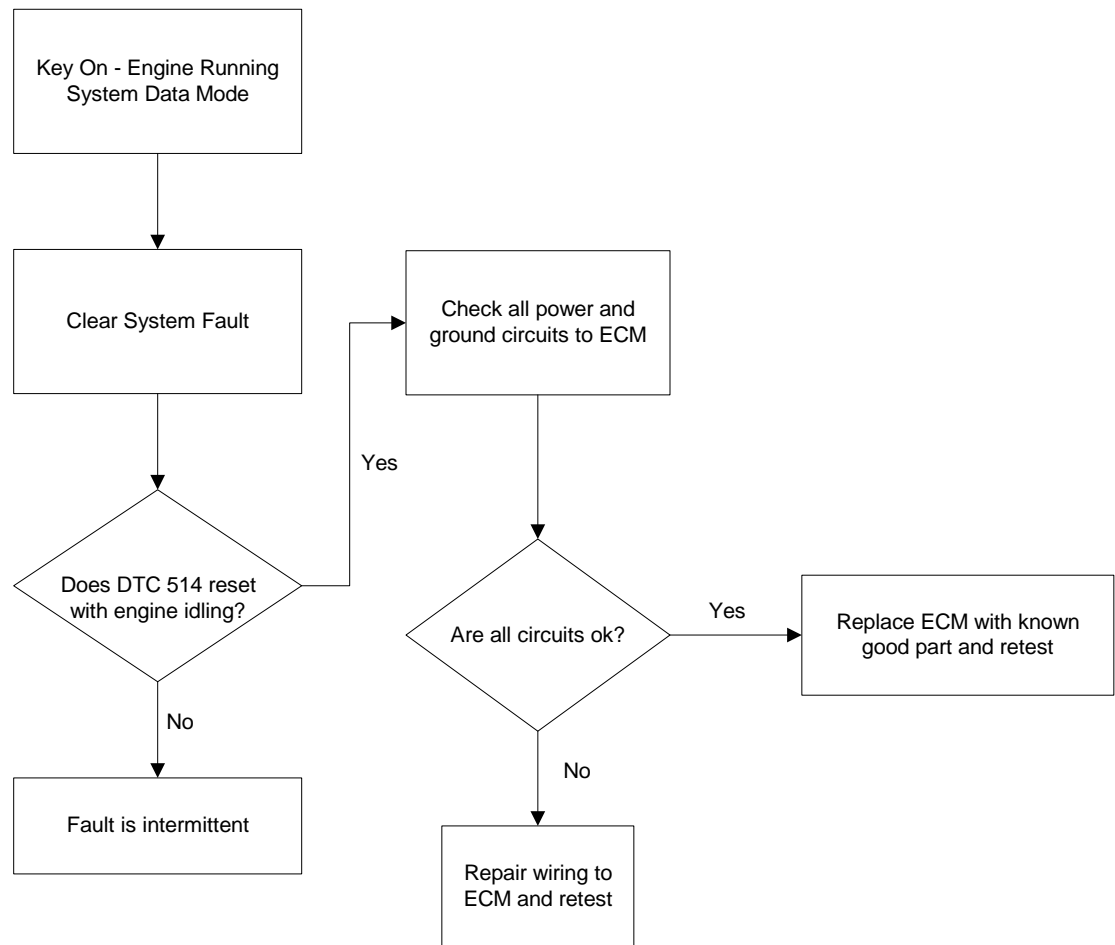 Key On - Engine Running
System Data Mode
Clear System Fault
Check all power and
ground circuits to ECM
Yes
Does DTC 514 reset
with engine idling?
Are all circuits ok?
Yes
Replace ECM with known
good part and retest
No
Fault is intermittent
No
Repair wiring to
ECM and retest